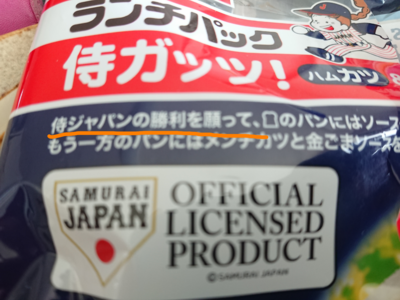 ランチパック
侍ガッツ!
ハムカツ
侍ジャパンの勝利を願って、のパンにはソース
もう一方のパンにはメンチカツと金ごまソースを
SAMURAI
JAPAN
OFFICIAL
LICENSED
PRODUCT
©SAMURAI JAPAN